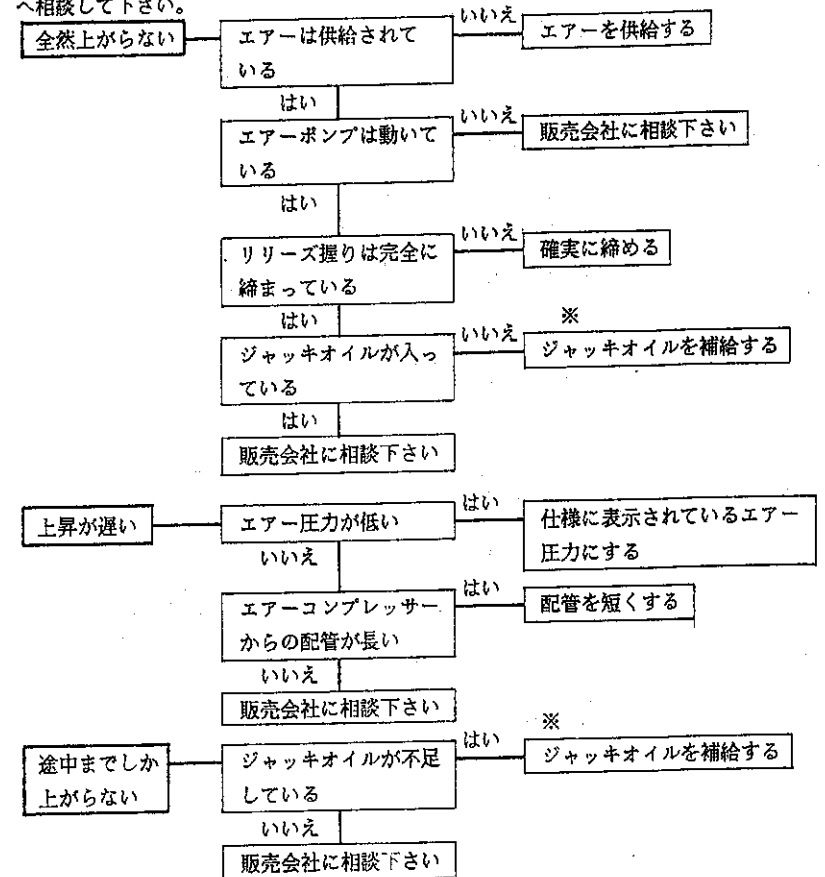 へ相談して下さい。
全然上がらない
エアーは供給されて
いる
いいえ
エアーを供給する
はい
エアーポンプは動いて
いる
いいえ
販売会社に相談下さい
はい
リリーズ握りは完全に
締まっている
いいえ
確実に締める
はい
ジャッキオイルが入っ
ている
いいえ
※
ジャッキオイルを補給する
はい
販売会社に相談下さい
上昇が遅い
エアー圧力が低い
はい
仕様に表示されているエアー
圧力にする
いいえ
エアーコンプレッサー
からの配管が長い
はい
配管を短くする
いいえ
販売会社に相談下さい
途中までしか
上がらない
ジャッキオイルが不足
している
はい
※
ジャッキオイルを補給する
いいえ
販売会社に相談下さい